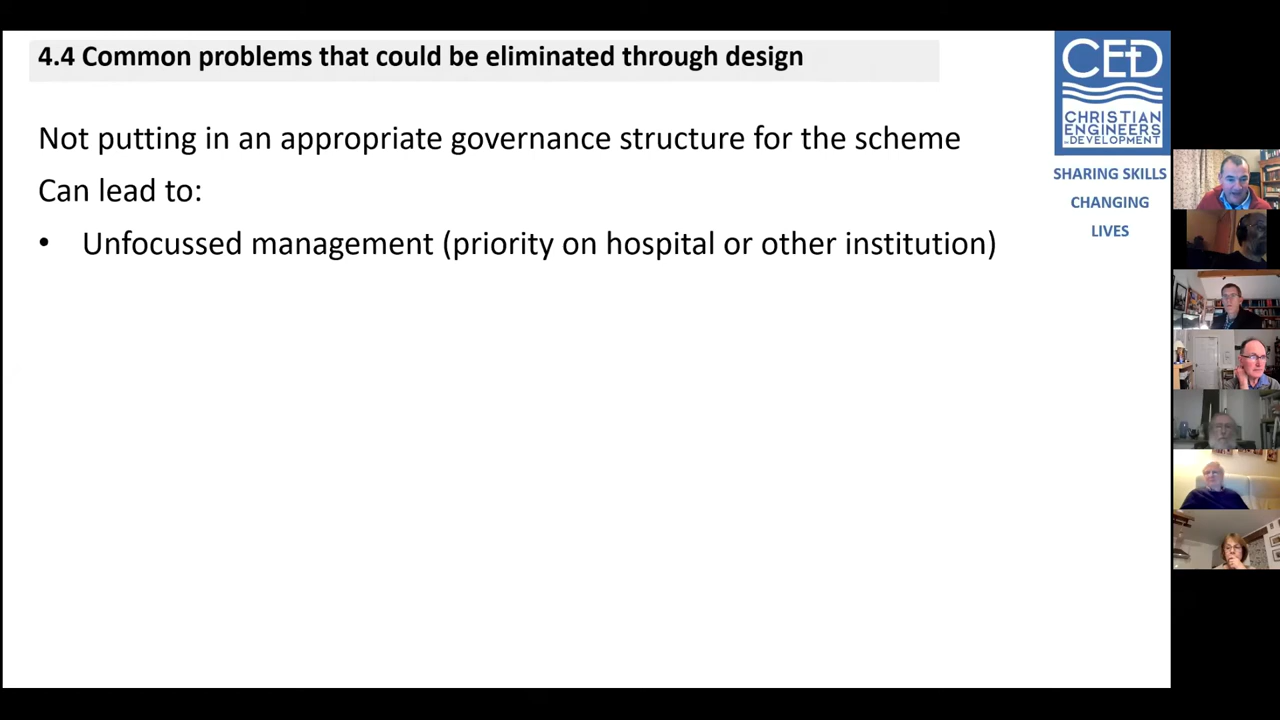 4.4 Common problems that could be eliminated through design
Not putting in an appropriate governance structure for the scheme
Can lead to:
• Unfocussed management (priority on hospital or other institution)
CED
CHRISTIAN
ENGINEERS
in DEVELOPMENT
SHARING SKILLS
CHANGING
LIVES